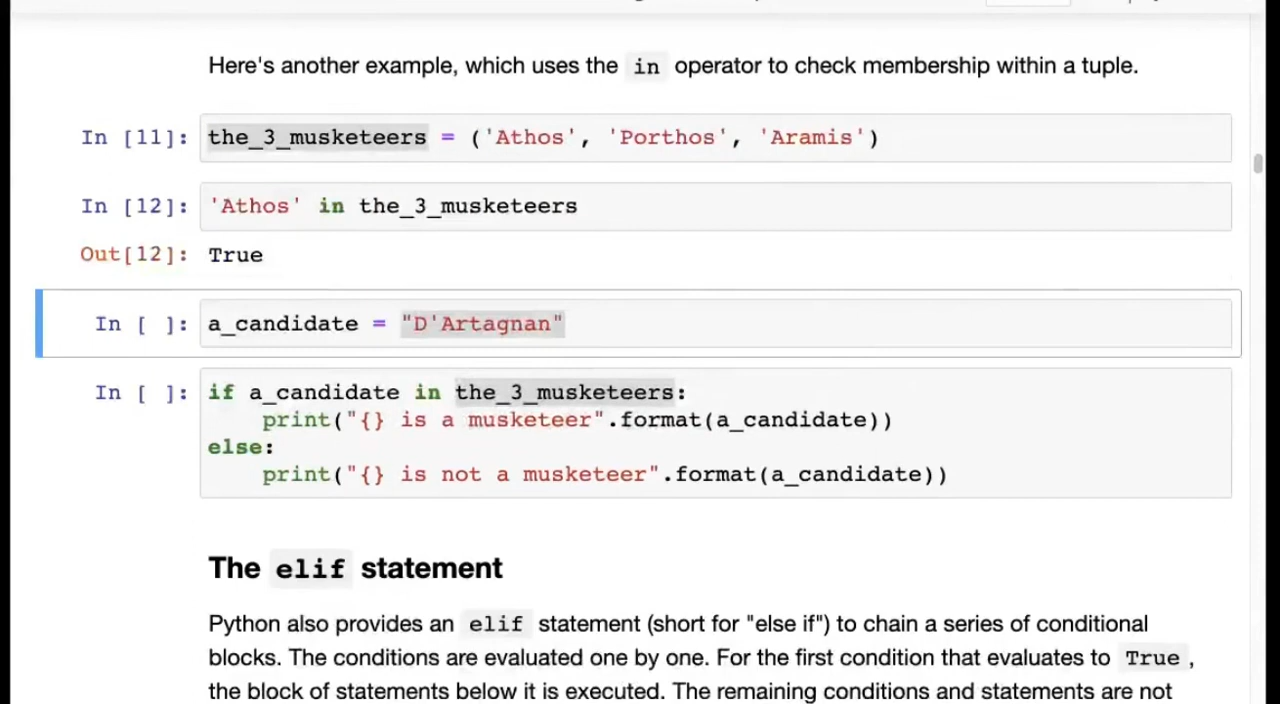 Here's another example, which uses the in operator to check membership within a tuple.
In [11]: the_3_musketeers = ('Athos', 'Porthos', 'Aramis')
In [12]: 'Athos' in the_3_musketeers
Out[12]: True
In [ ]: a_candidate = "D'Artagnan"
In [ ]: if a_candidate in the_3_musketeers:
    print("{} is a musketeer".format(a_candidate))
else:
    print("{} is not a musketeer".format(a_candidate))
The elif statement
Python also provides an elif statement (short for "else if") to chain a series of conditional
blocks. The conditions are evaluated one by one. For the first condition that evaluates to True ,
the block of statements below it is executed. The remaining conditions and statements are not